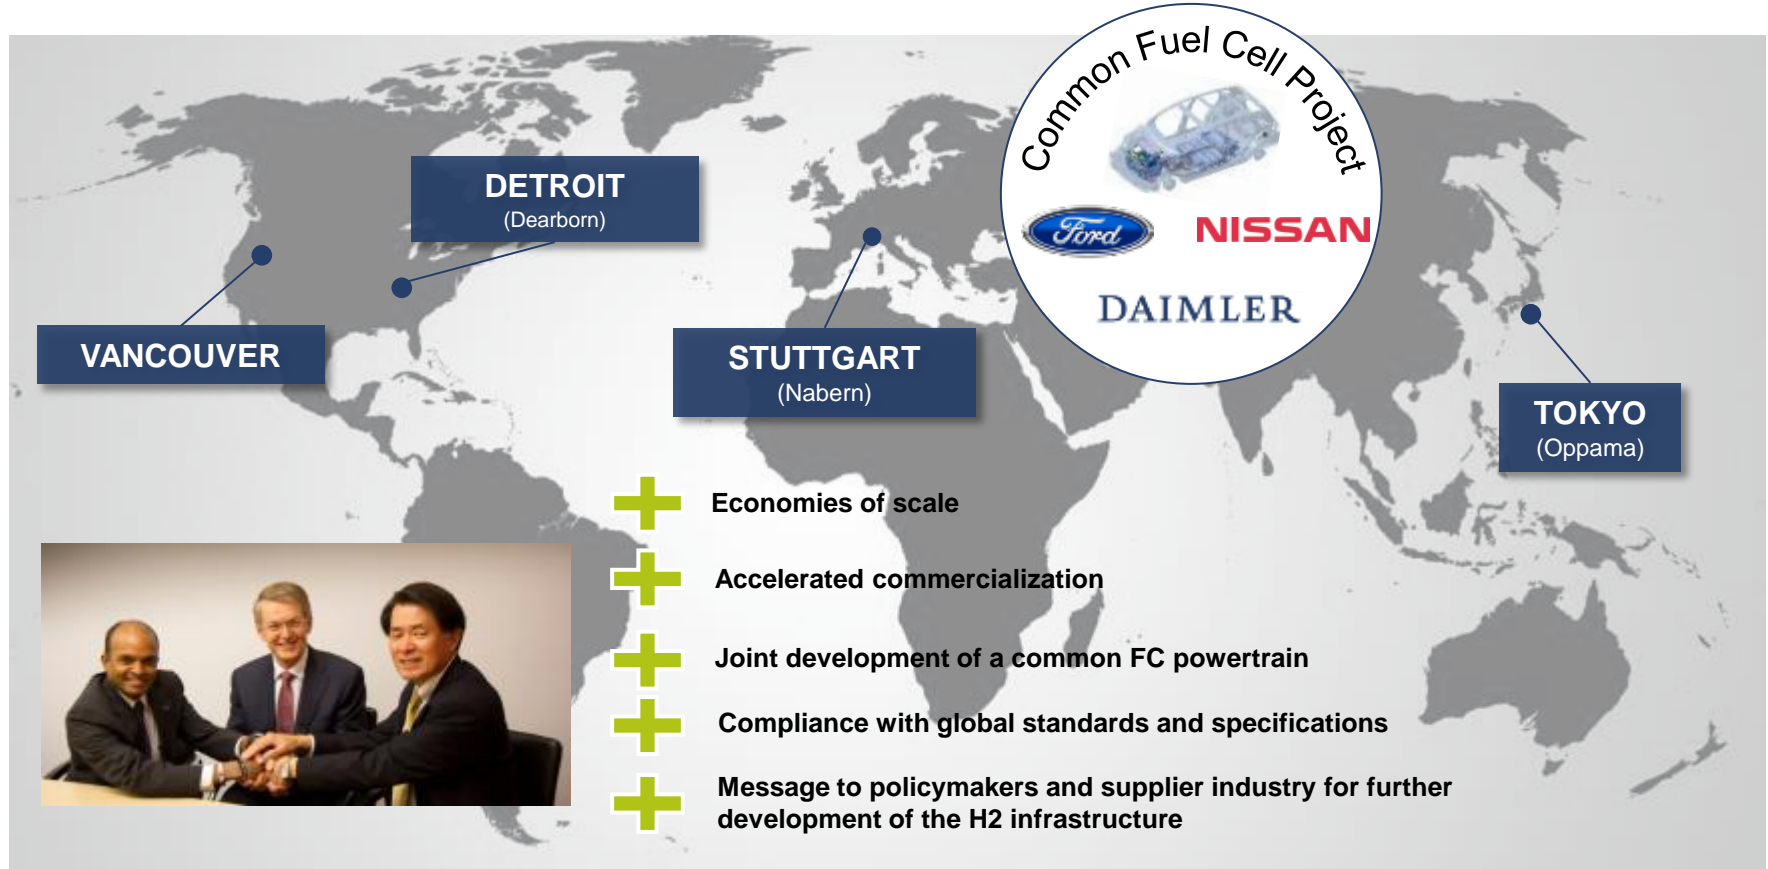 Common Fuel Cell Project
Ford
NISSAN
DAIMLER
DETROIT
(Dearborn)
VANCOUVER
STUTTGART
(Nabern)
TOKYO
(Oppama)
Economies of scale
Accelerated commercialization
Joint development of a common FC powertrain
Compliance with global standards and specifications
Message to policymakers and supplier industry for further
development of the H2 infrastructure